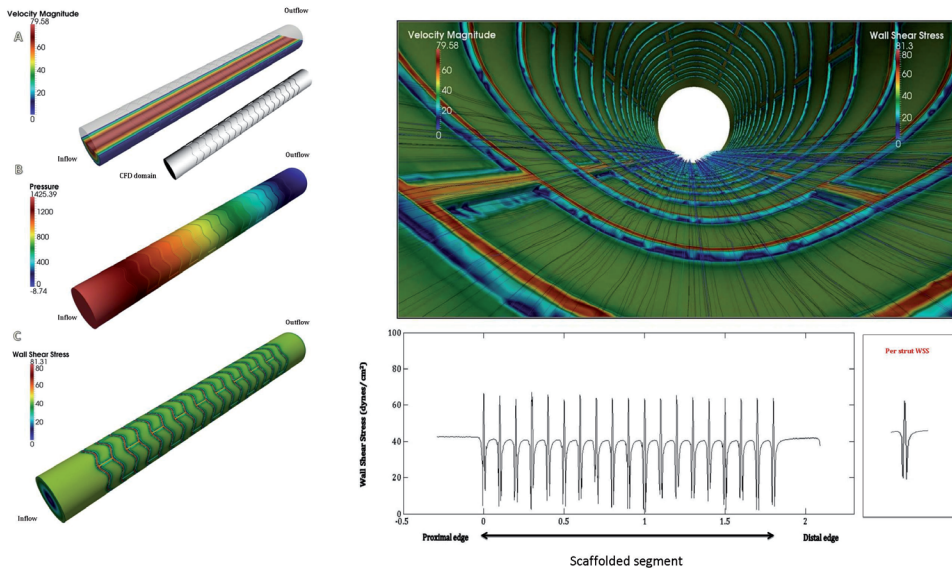 Velocity Magnitude
79.58
60
40
20
0
A
Outflow
Inflow
CFD domain
B
Pressure
1425.39
1200
800
400
0
-8.74
Outflow
Inflow
C
Wall Shear Stress
81.31
80
60
40
20
0
Outflow
Inflow
Velocity Magnitude
79.58
60
40
20
0
Wall Shear Stress
81.3
80
60
40
20
0
Wall Shear Stress (dynes/cm²)
100
80
60
40
20
0
-0.5
0
0.5
1
1.5
2
Proximal edge
Distal edge
Scaffolded segment
Per strut WSS